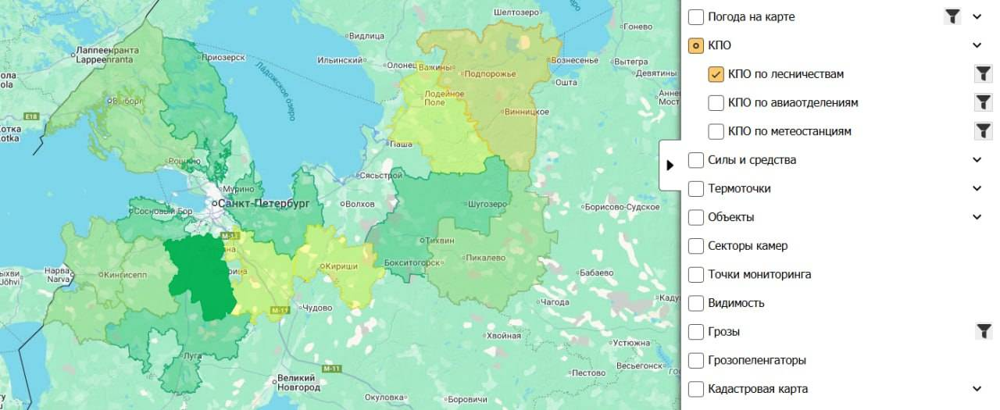 Шелтозеро
Гонево
Видлица
Лаппеенранта
Lappeenranta
Приозерск
Ильинский
Олонец
Важины
Вознесенье
Вытегра
Девятины
Подпорожье
Ошта
Ладожское озеро
Лодейное
Поле
Выборг
Винницкое
E18
Котка
Kotka
Паша
Рощино
Сясьстрой
Мурино
Санкт-Петербург
Волхов
Шугозеро
Борисово-Судское
Сосновый Бор
М-11
Тихвин
Нарва
Narva
Jõhvi
Кингисепп
Кириши
Бокситогорск
Пикалево
Бабаево
Чагода
М-11
Чудово
Хвойная
Устюжна
Луга
М-11
Весьегонск
Пестово
Великий
Новгород
Окуловка
Боровичи
Погода на карте
КПО
КПО по лесничествам
КПО по авиаотделениям
КПО по метеостанциям
Силы и средства
Термоточки
Объекты
Секторы камер
Точки мониторинга
Видимость
Грозы
Грозопеленгаторы
Кадастровая карта